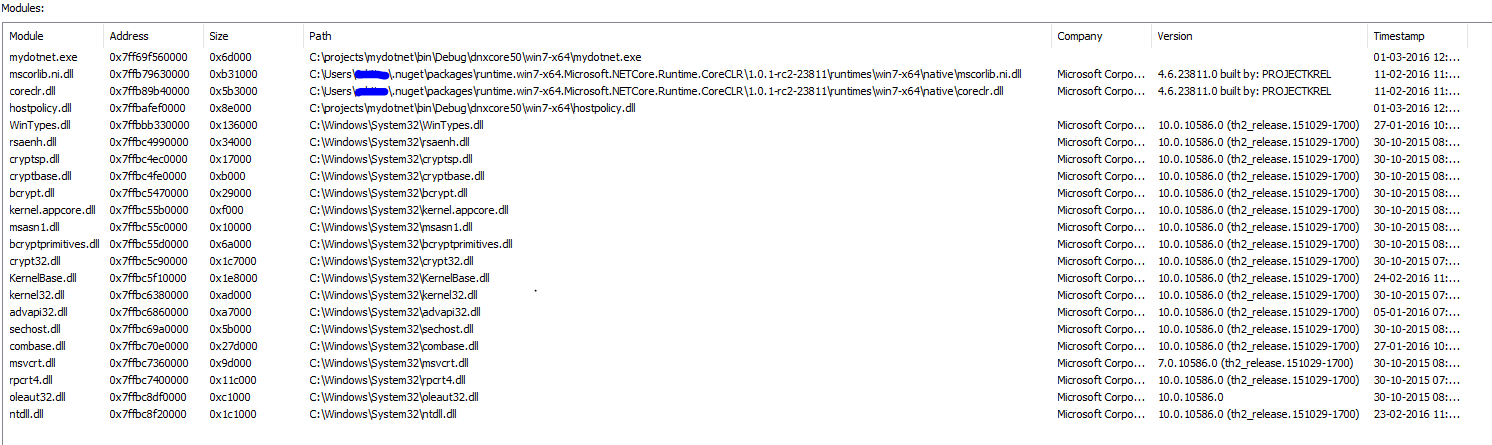 Modules:
Module Address Size Path Company Version Timestamp
mydotnet.exe 0x7ff69f560000 0x6d000 C:\projects\mydotnet\bin\Debug\dnxcore50\win7-x64\mydotnet.exe 01-03-2016 12:...
mscorlib.ni.dll 0x7ffb79630000 0xb31000 C:\Users\ \.nuget\packages\runtime.win7-x64.Microsoft.NETCore.Runtime.CoreCLR\1.0.1-rc2-23811\runtimes\win7-x64\native\mscorlib.ni.dll Microsoft Corpo... 4.6.23811.0 built by: PROJECTKREL 11-02-2016 11:...
coreclr.dll 0x7ffb89b40000 0x5b3000 C:\Users\ \.nuget\packages\runtime.win7-x64.Microsoft.NETCore.Runtime.CoreCLR\1.0.1-rc2-23811\runtimes\win7-x64\native\coreclr.dll Microsoft Corpo... 4.6.23811.0 built by: PROJECTKREL 11-02-2016 11:...
hostpolicy.dll 0x7ffbafef0000 0x8e000 C:\projects\mydotnet\bin\Debug\dnxcore50\win7-x64\hostpolicy.dll 01-03-2016 12:...
WinTypes.dll 0x7ffbbb330000 0x136000 C:\Windows\System32\WinTypes.dll Microsoft Corpo... 10.0.10586.0 (th2_release.151029-1700) 27-01-2016 10:...
rsaenh.dll 0x7ffbc4990000 0x34000 C:\Windows\System32\rsaenh.dll Microsoft Corpo... 10.0.10586.0 (th2_release.151029-1700) 30-10-2015 08:...
cryptsp.dll 0x7ffbc4ec0000 0x17000 C:\Windows\System32\cryptsp.dll Microsoft Corpo... 10.0.10586.0 (th2_release.151029-1700) 30-10-2015 08:...
cryptbase.dll 0x7ffbc4fe0000 0xb000 C:\Windows\System32\cryptbase.dll Microsoft Corpo... 10.0.10586.0 (th2_release.151029-1700) 30-10-2015 08:...
bcrypt.dll 0x7ffbc5470000 0x29000 C:\Windows\System32\bcrypt.dll Microsoft Corpo... 10.0.10586.0 (th2_release.151029-1700) 30-10-2015 08:...
kernel.appcore.dll 0x7ffbc55b0000 0xf000 C:\Windows\System32\kernel.appcore.dll Microsoft Corpo... 10.0.10586.0 (th2_release.151029-1700) 30-10-2015 08:...
msasn1.dll 0x7ffbc55c0000 0x10000 C:\Windows\System32\msasn1.dll Microsoft Corpo... 10.0.10586.0 (th2_release.151029-1700) 30-10-2015 08:...
bcryptprimitives.dll 0x7ffbc55d0000 0x6a000 C:\Windows\System32\bcryptprimitives.dll Microsoft Corpo... 10.0.10586.0 (th2_release.151029-1700) 30-10-2015 08:...
crypt32.dll 0x7ffbc5c90000 0x1c7000 C:\Windows\System32\crypt32.dll Microsoft Corpo... 10.0.10586.0 (th2_release.151029-1700) 30-10-2015 07:...
KernelBase.dll 0x7ffbc5f10000 0x1e8000 C:\Windows\System32\KernelBase.dll Microsoft Corpo... 10.0.10586.0 (th2_release.151029-1700) 24-02-2016 11:...
kernel32.dll 0x7ffbc6380000 0xad000 C:\Windows\System32\kernel32.dll Microsoft Corpo... 10.0.10586.0 (th2_release.151029-1700) 30-10-2015 07:...
advapi32.dll 0x7ffbc6860000 0xa7000 C:\Windows\System32\advapi32.dll Microsoft Corpo... 10.0.10586.0 (th2_release.151029-1700) 05-01-2016 07:...
sechost.dll 0x7ffbc69a0000 0x5b000 C:\Windows\System32\sechost.dll Microsoft Corpo... 10.0.10586.0 (th2_release.151029-1700) 30-10-2015 08:...
combase.dll 0x7ffbc70e0000 0x27d000 C:\Windows\System32\combase.dll Microsoft Corpo... 10.0.10586.0 (th2_release.151029-1700) 27-01-2016 10:...
msvcrt.dll 0x7ffbc7360000 0x9d000 C:\Windows\System32\msvcrt.dll Microsoft Corpo... 7.0.10586.0 (th2_release.151029-1700) 30-10-2015 08:...
rpcrt4.dll 0x7ffbc7400000 0x11c000 C:\Windows\System32\rpcrt4.dll Microsoft Corpo... 10.0.10586.0 (th2_release.151029-1700) 30-10-2015 07:...
oleaut32.dll 0x7ffbc8df0000 0xc1000 C:\Windows\System32\oleaut32.dll Microsoft Corpo... 10.0.10586.0 30-10-2015 08:...
ntdll.dll 0x7ffbc8f20000 0x1c1000 C:\Windows\System32\ntdll.dll Microsoft Corpo... 10.0.10586.0 (th2_release.151029-1700) 23-02-2016 11:...